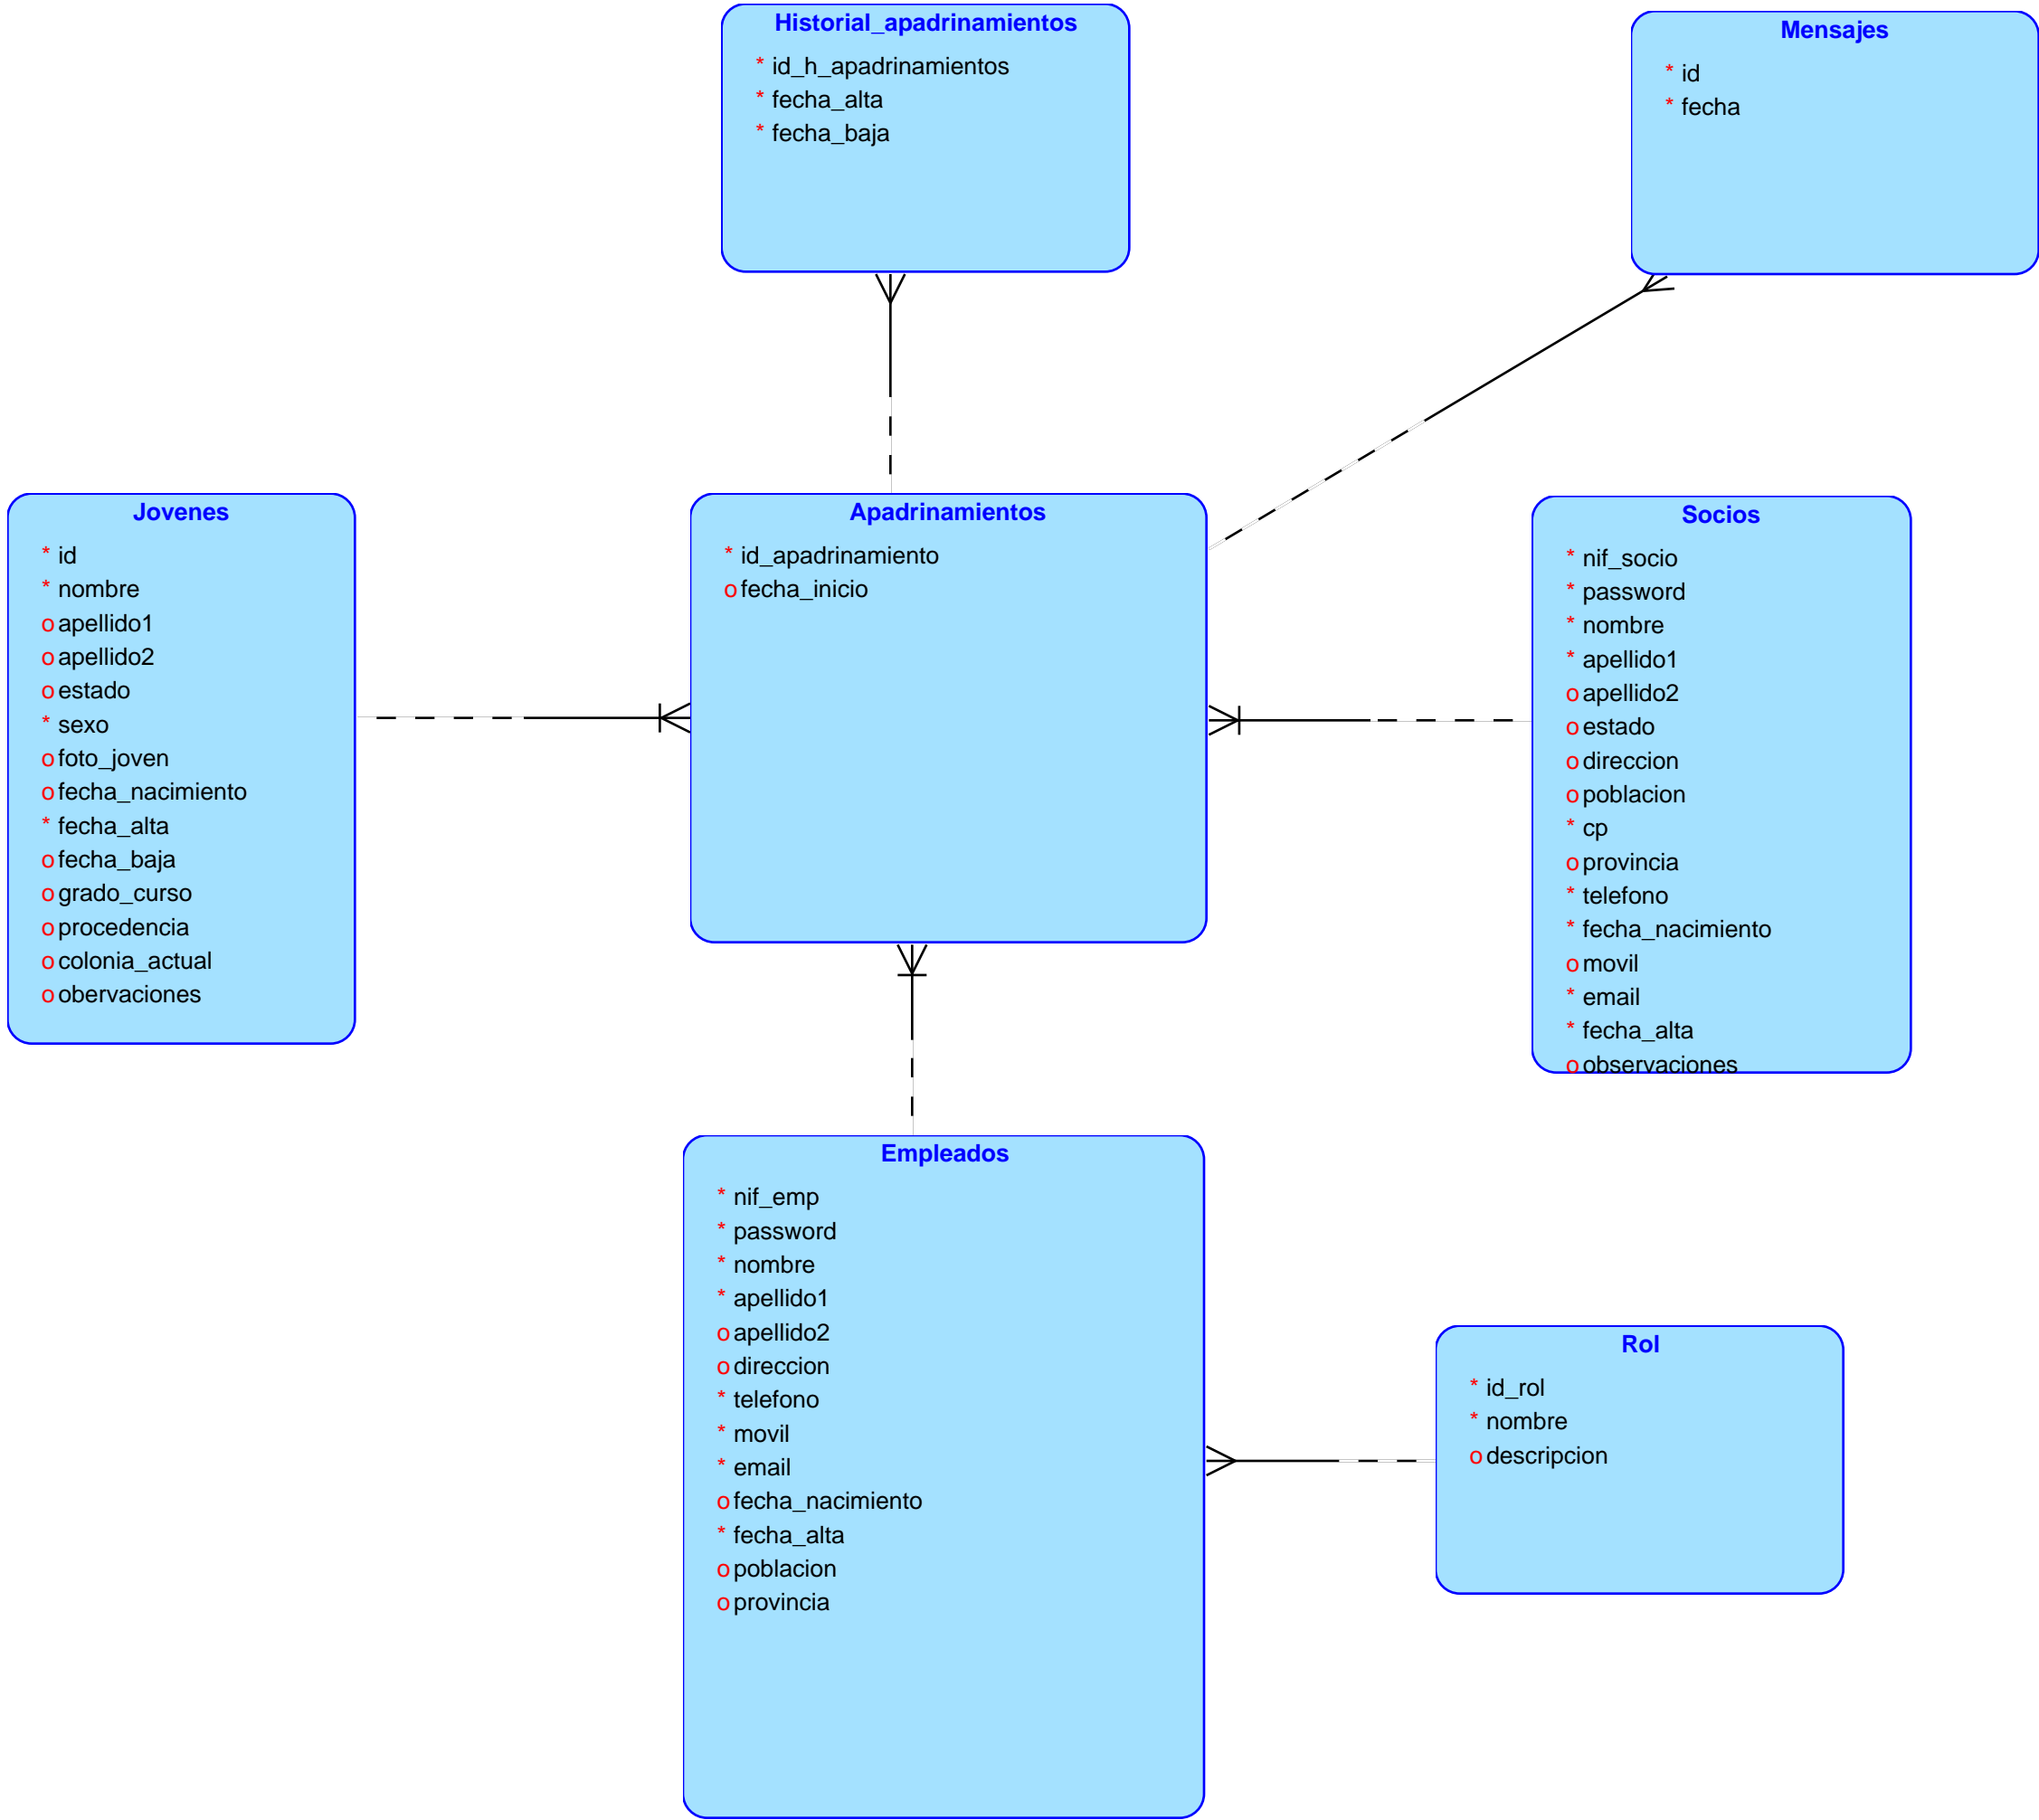 Historial_apadrinamientos
* id_h_apadrinamientos
* fecha_alta
* fecha_baja
Mensajes
* id
* fecha
Jovenes
* id
* nombre
o apellido1
o apellido2
o estado
* sexo
o foto_joven
o fecha_nacimiento
* fecha_alta
o fecha_baja
o grado_curso
o procedencia
o colonia_actual
o obervaciones
Apadrinamientos
* id_apadrinamiento
o fecha_inicio
Socios
* nif_socio
* password
* nombre
* apellido1
o apellido2
o estado
o direccion
o poblacion
* cp
o provincia
* telefono
* fecha_nacimiento
o movil
* email
* fecha_alta
o observaciones
Empleados
* nif_emp
* password
* nombre
* apellido1
o apellido2
o direccion
* telefono
* movil
* email
o fecha_nacimiento
* fecha_alta
o poblacion
o provincia
Rol
* id_rol
* nombre
o descripcion